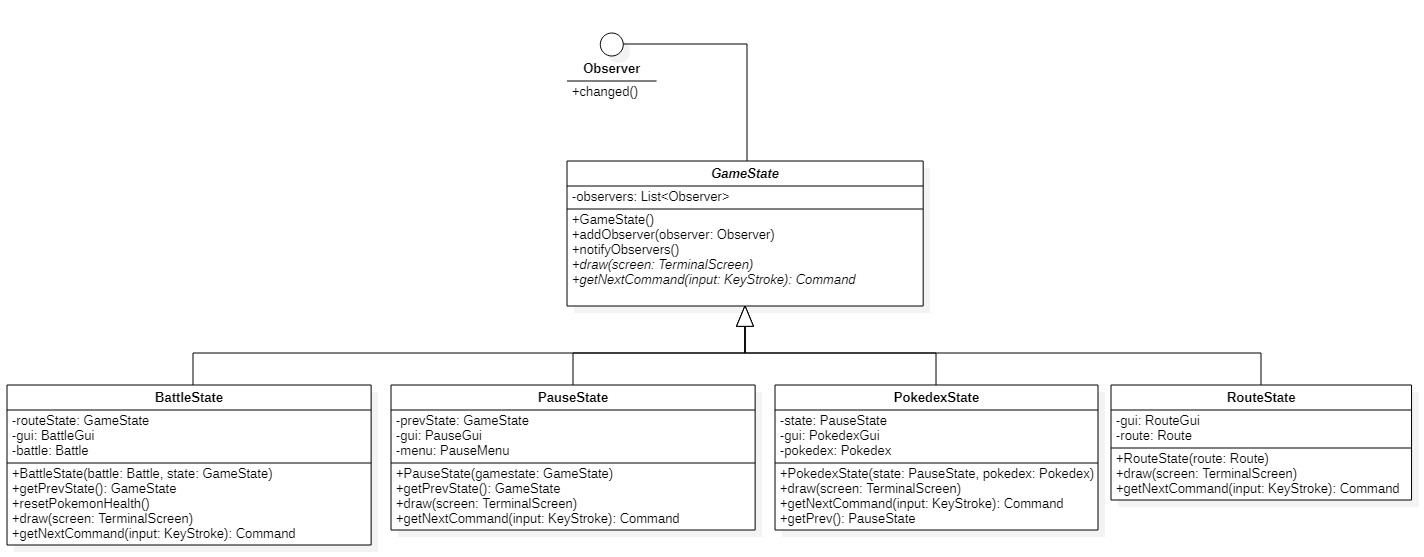 Observer
+changed()
GameState
-observers: List<Observer>
+GameState()
+addObserver(observer: Observer)
+notifyObservers()
+draw(screen: TerminalScreen)
+getNextCommand(input: KeyStroke): Command
BattleState
-routeState: GameState
-gui: BattleGui
-battle: Battle
+BattleState(battle: Battle, state: GameState)
+getPrevState(): GameState
+resetPokemonHealth()
+draw(screen: TerminalScreen)
+getNextCommand(input: KeyStroke): Command
PauseState
-prevState: GameState
-gui: PauseGui
-menu: PauseMenu
+PauseState(gamestate: GameState)
+getPrevState(): GameState
+draw(screen: TerminalScreen)
+getNextCommand(input: KeyStroke): Command
PokedexState
-state: PauseState
-gui: PokedexGui
-pokedex: Pokedex
+PokedexState(state: PauseState, pokedex: Pokedex)
+draw(screen: TerminalScreen)
+getNextCommand(input: KeyStroke): Command
+getPrev(): PauseState
RouteState
-gui: RouteGui
-route: Route
+RouteState(route: Route)
+draw(screen: TerminalScreen)
+getNextCommand(input: KeyStroke): Command